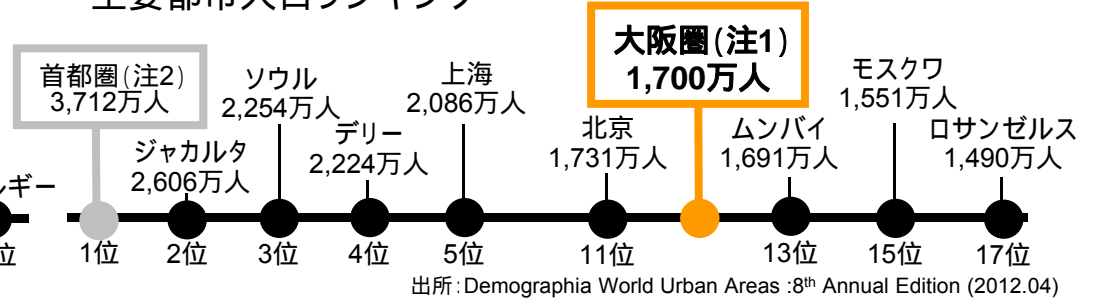 大阪圏(注1)
1,700万人
首都圏(注2)
3,712万人
ソウル
2,254万人
上海
2,086万人
モスクワ
1,551万人
ジャカルタ
2,606万人
デリー
2,224万人
北京
1,731万人
ムンバイ
1,691万人
ロサンゼルス
1,490万人
ギー
位
1位
2位
3位
4位
5位
11位
13位
15位
17位
出所:Demographia World Urban Areas :8th Annual Edition (2012.04)